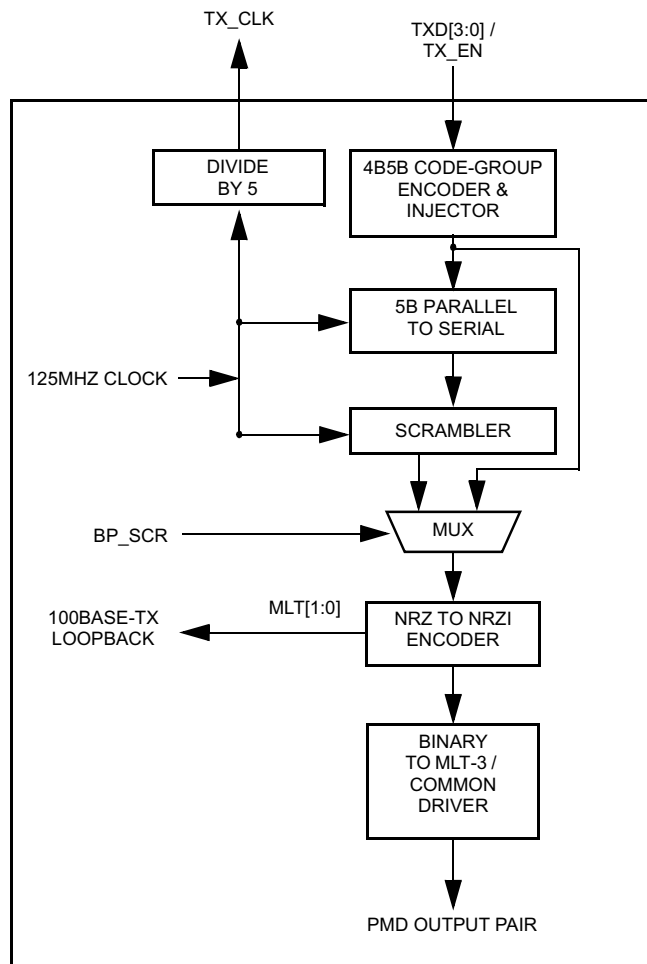 TX_CLK
TXD[3:0] /
TX_EN
DIVIDE
BY 5
4B5B CODE-GROUP
ENCODER &
INJECTOR
5B PARALLEL
TO SERIAL
125MHZ CLOCK
SCRAMBLER
BP_SCR
MUX
100BASE-TX
LOOPBACK
MLT[1:0]
NRZ TO NRZI
ENCODER
BINARY
TO MLT-3 /
COMMON
DRIVER
PMD OUTPUT PAIR